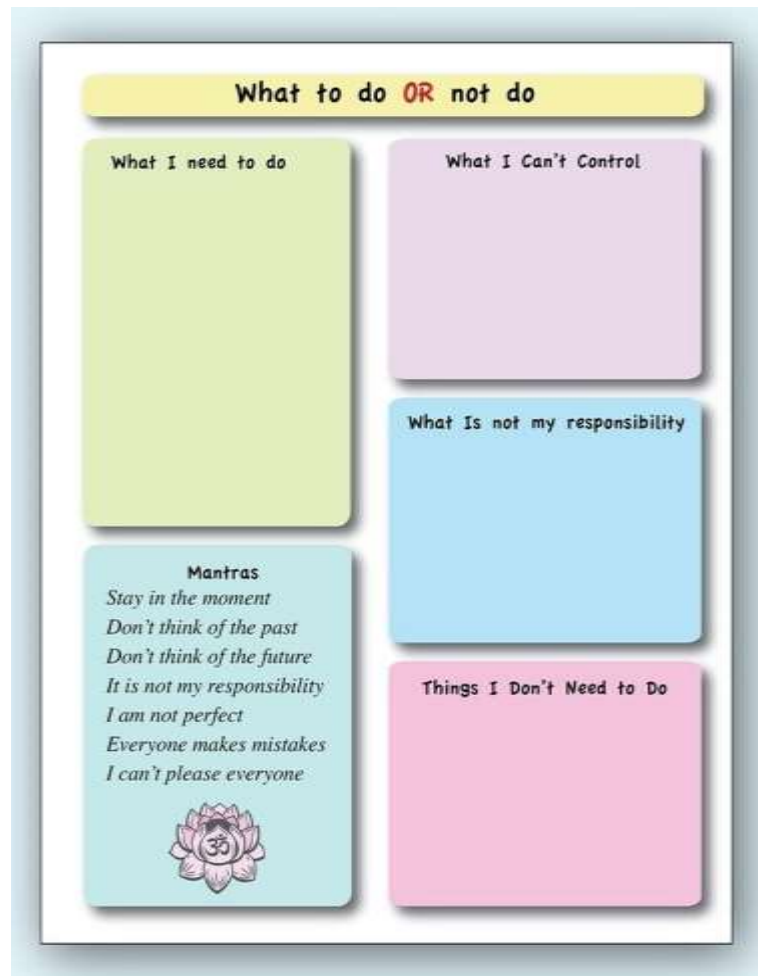 What to do OR not do
What I need to do
What I Can't Control
What Is not my responsibility
Mantras
Stay in the moment
Don't think of the past
Don't think of the future
It is not my responsibility
I am not perfect
Everyone makes mistakes
I can't please everyone
ॐ
Things I Don't Need to Do